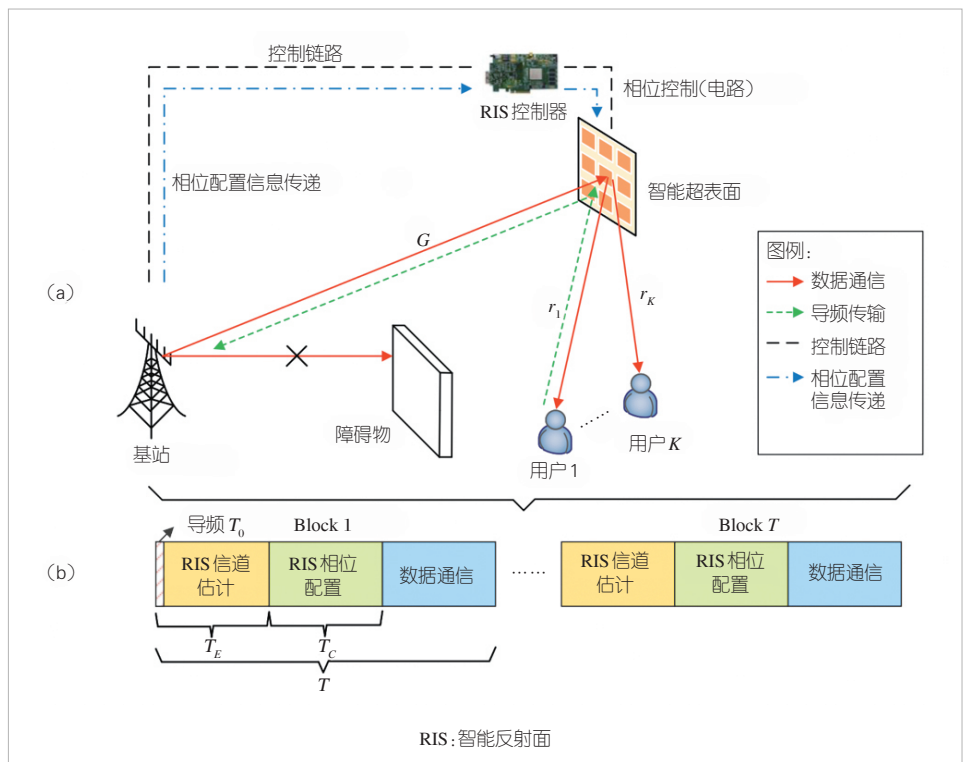 控制链路
RIS 控制器
相位控制(电路)
相位配置信息传递
智能超表面
G
图例:
数据通信
导频传输
控制链路
相位配置
信息传递
(a)
r1
rK
基站
障碍物
用户 1
……
用户 K
导频 T0
Block 1
Block T
(b)
RIS 信道
估计
RIS 相位
配置
数据通信
……
RIS 信道
估计
RIS 相位
配置
数据通信
TE
TC
T
RIS:智能反射面